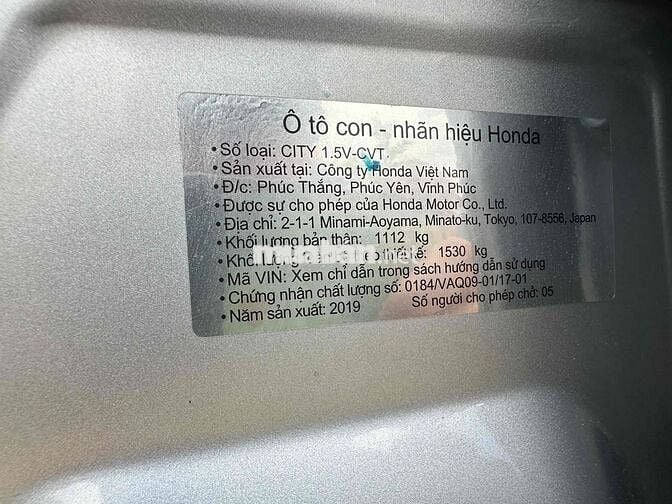 Ô tô con - nhãn hiệu Honda
• Số loại: CITY 1.5V-CVT
• Sản xuất tại: Công ty Honda Việt Nam
• Đ/c: Phúc Thắng, Phúc Yên, Vĩnh Phúc
• Được sự cho phép của Honda Motor Co., Ltd.
• Địa chỉ: 2-1-1 Minami-Aoyama, Minato-ku, Tokyo, 107-8556, Japan
• Khối lượng bản thân: 1112 kg
• Khối lượng thiết kế: 1530 kg
• Mã VIN: Xem chỉ dẫn trong sách hướng dẫn sử dụng
• Chứng nhận chất lượng số: 0184/VAQ09-01/17-01
• Năm sản xuất: 2019 Số người cho phép chở: 05